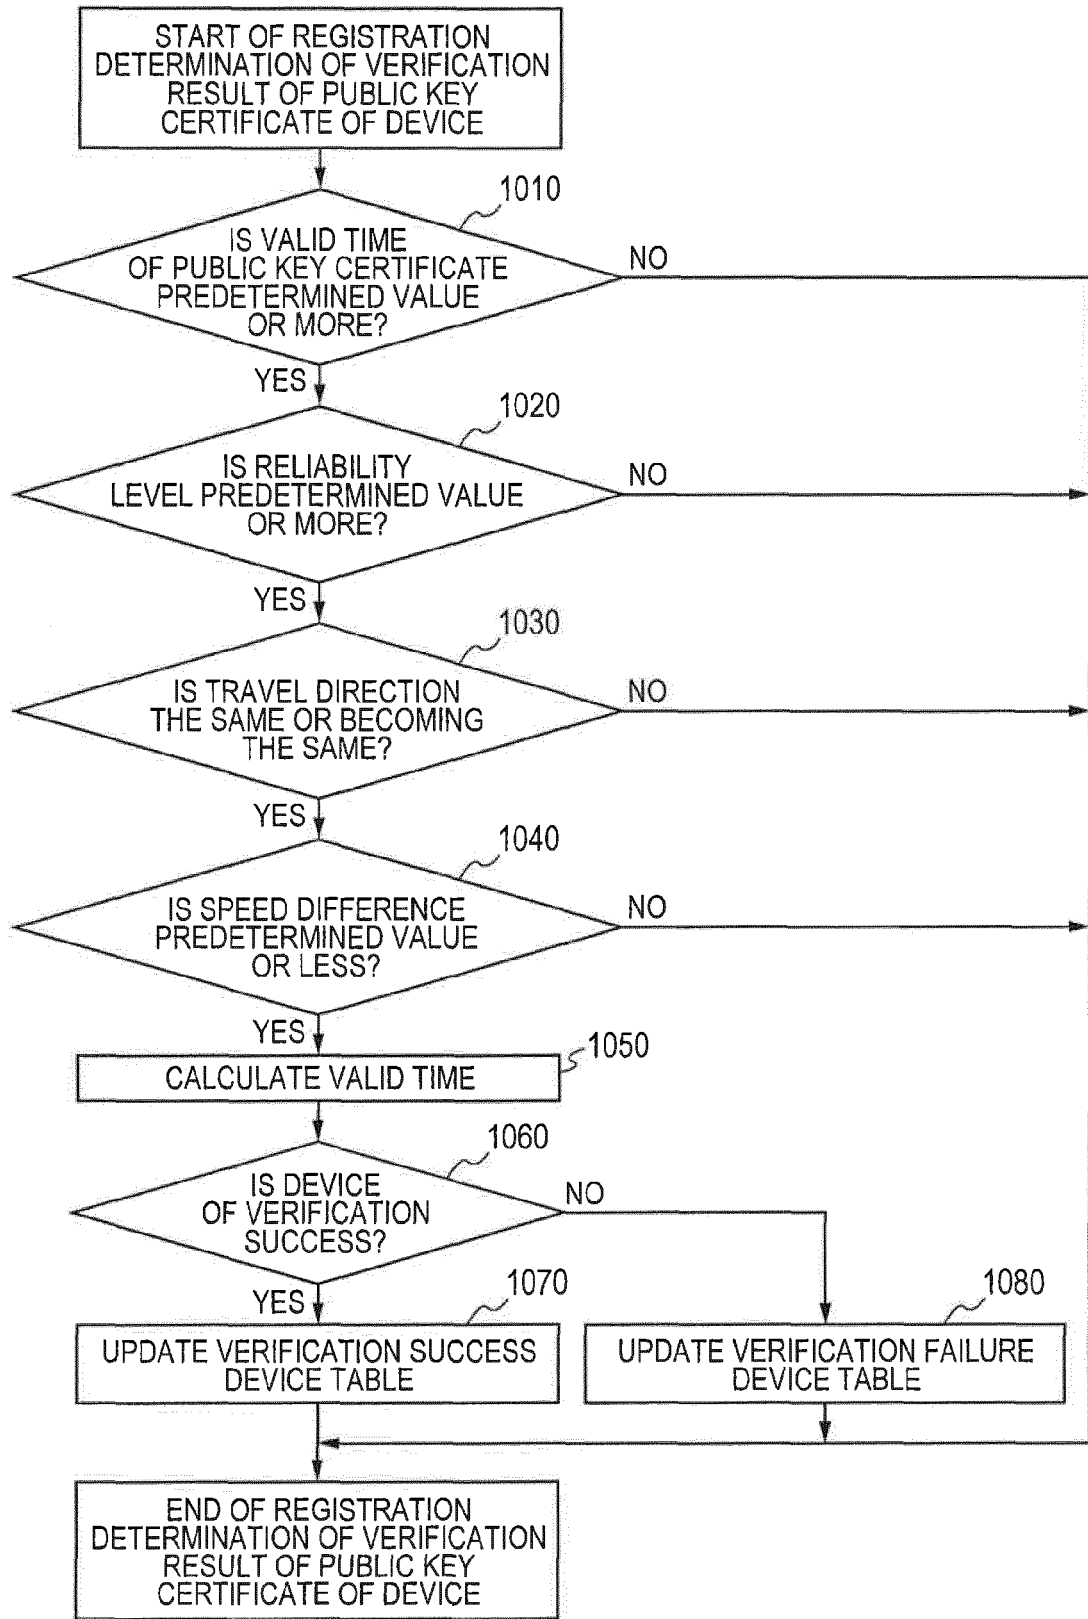 START OF REGISTRATION
DETERMINATION OF VERIFICATION
RESULT OF PUBLIC KEY
CERTIFICATE OF DEVICE
1010
IS VALID TIME
OF PUBLIC KEY CERTIFICATE
PREDETERMINED VALUE
OR MORE?
NO
YES
1020
IS RELIABILITY
LEVEL PREDETERMINED VALUE
OR MORE?
NO
YES
1030
IS TRAVEL DIRECTION
THE SAME OR BECOMING
THE SAME?
NO
YES
1040
IS SPEED DIFFERENCE
PREDETERMINED VALUE
OR LESS?
NO
YES
1050
CALCULATE VALID TIME
1060
IS DEVICE
OF VERIFICATION
SUCCESS?
NO
YES
1070
UPDATE VERIFICATION SUCCESS
DEVICE TABLE
1080
UPDATE VERIFICATION FAILURE
DEVICE TABLE
END OF REGISTRATION
DETERMINATION OF VERIFICATION
RESULT OF PUBLIC KEY
CERTIFICATE OF DEVICE